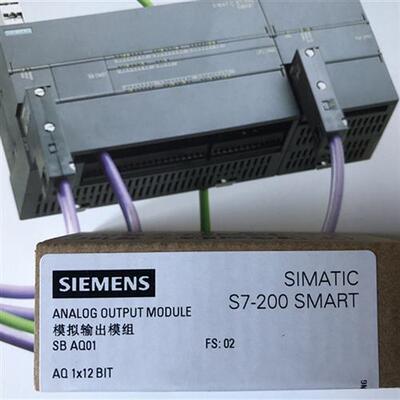 SIEMENS
SIEMENS
SIMATIC
S7-200 SMART
ANALOG OUTPUT MODULE
模拟输出模组
SB AQ01
FS: 02
AQ 1x12 BIT